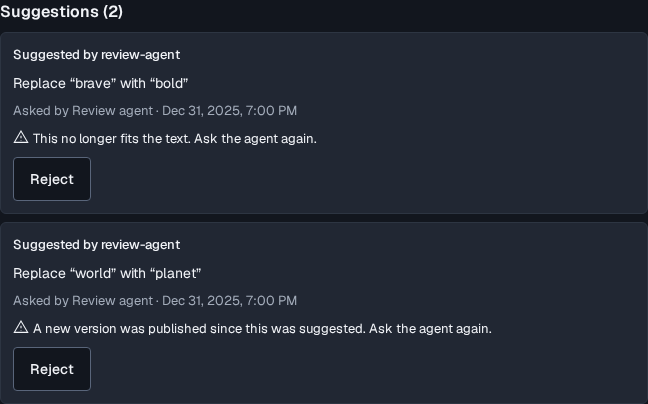 Suggestions (2)
Suggested by review-agent
Replace “brave” with “bold”
Asked by Review agent · Dec 31, 2025, 7:00 PM
This no longer fits the text. Ask the agent again.
Reject
Suggested by review-agent
Replace “world” with “planet”
Asked by Review agent · Dec 31, 2025, 7:00 PM
A new version was published since this was suggested. Ask the agent again.
Reject